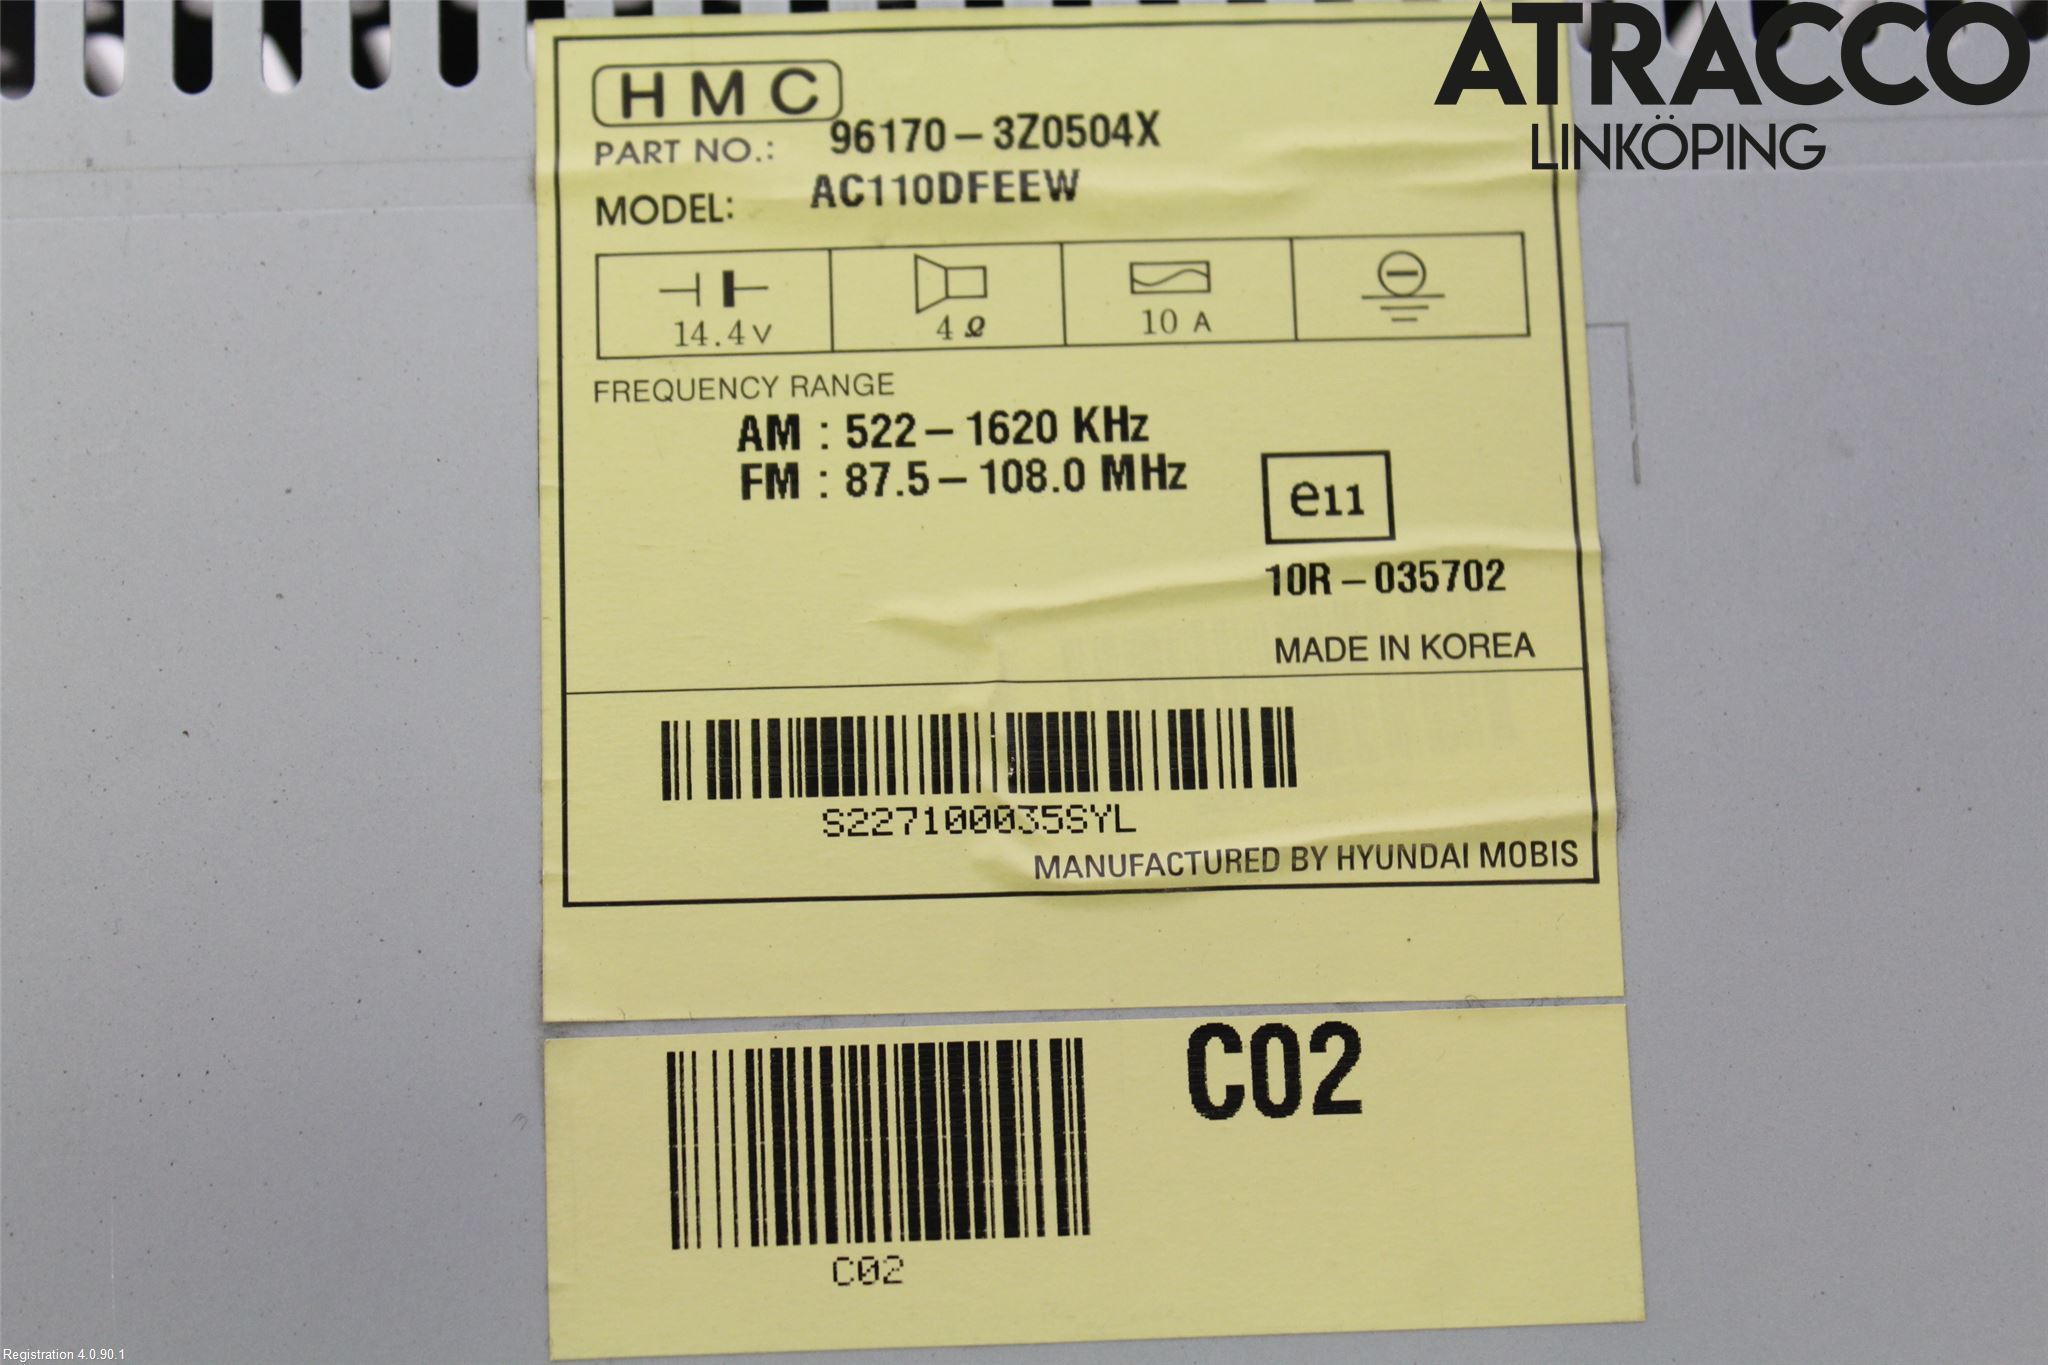 ATRACCO
LINKÖPING
HMC
PART NO.: 96170-3Z0504X
MODEL: AC110DFEEW
14.4V 4Ω 10 A
FREQUENCY RANGE
AM : 522-1620 KHz
FM : 87.5-108.0 MHz
e11
10R-035702
MADE IN KOREA
S227100035SYL
MANUFACTURED BY HYUNDAI MOBIS
C02
C02
Registration 4.0.90.1